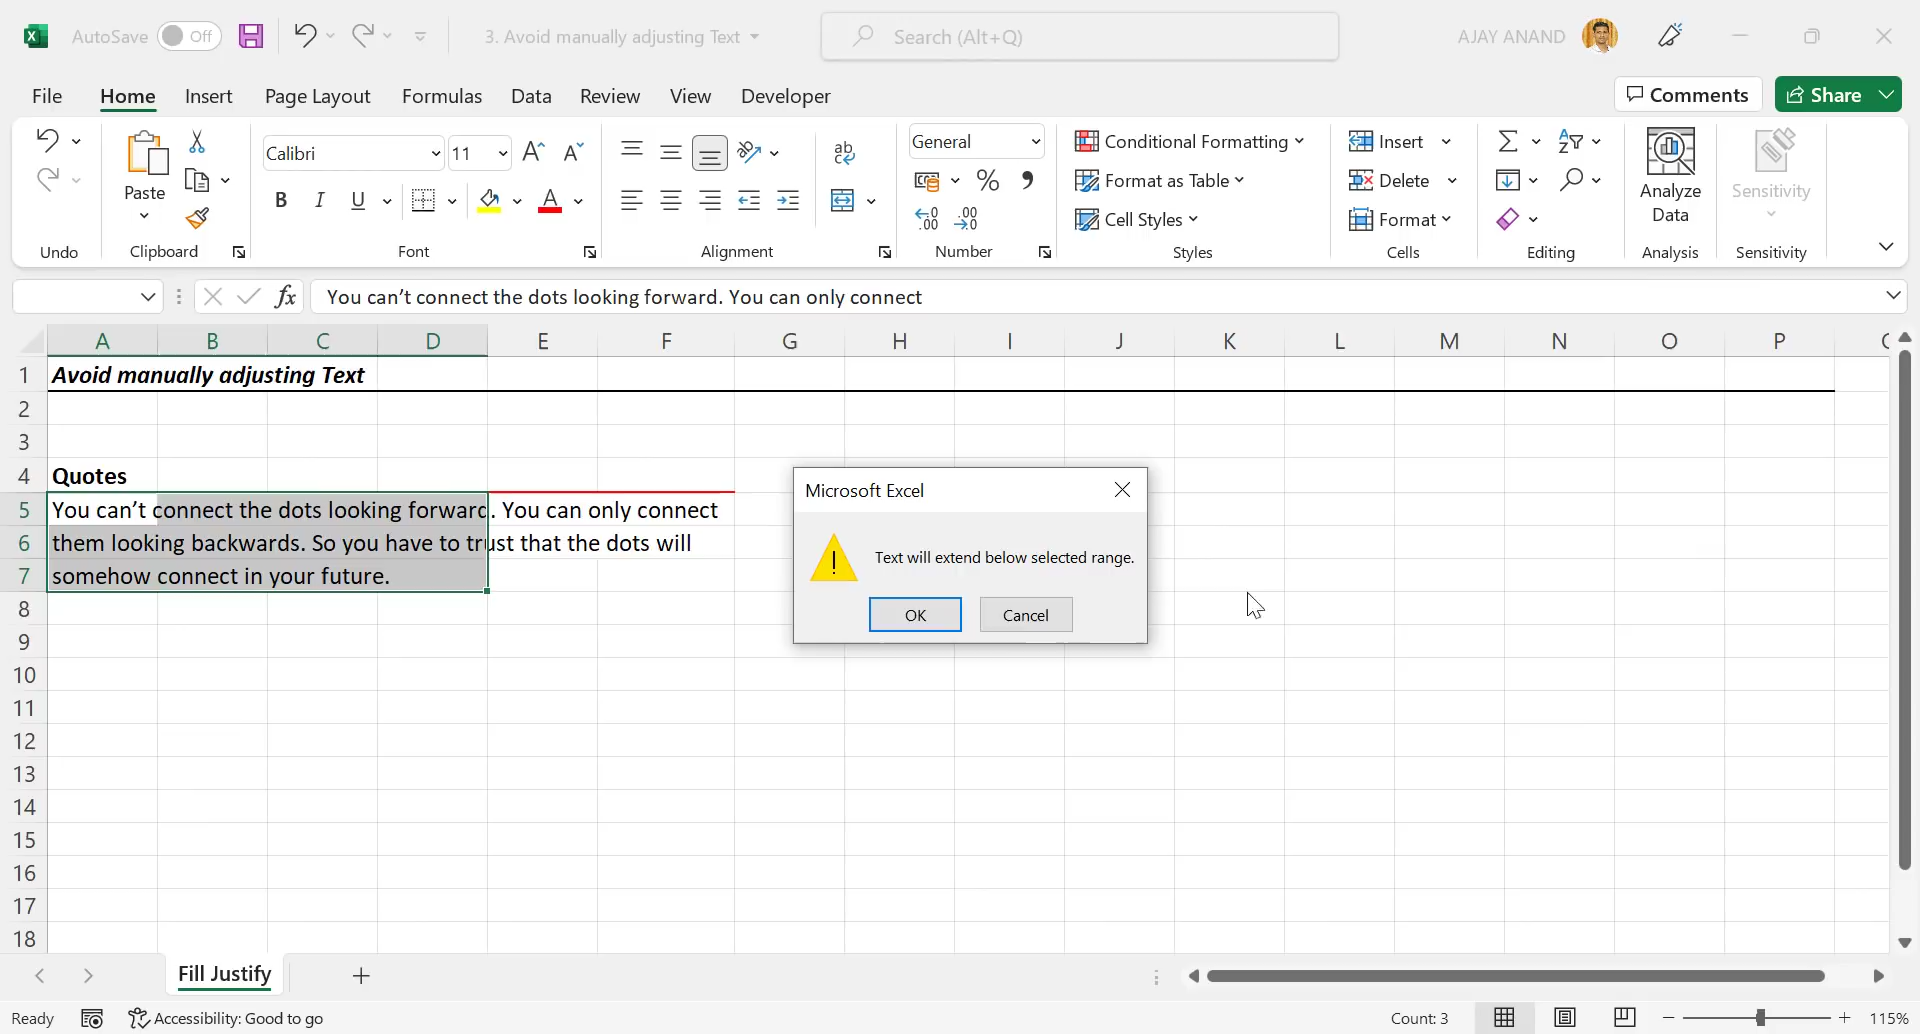 AutoSave Off 3. Avoid manually adjusting Text Search (Alt+Q) AJAY ANAND
File Home Insert Page Layout Formulas Data Review View Developer Comments Share
Paste
Calibri 11
B I U A
ab
General
% , .00
Conditional Formatting
Format as Table
Cell Styles
Insert
Delete
Format
Analyze
Data
Sensitivity
Undo Clipboard Font Alignment Number Styles Cells Editing Analysis Sensitivity
fx You can’t connect the dots looking forward. You can only connect
A B C D E F G H I J K L M N O P
1 Avoid manually adjusting Text
2
3
4 Quotes
5 You can’t connect the dots looking forward. You can only connect
6 them looking backwards. So you have to trust that the dots will
7 somehow connect in your future.
8
9
10
11
12
13
14
15
16
17
18
Microsoft Excel
Text will extend below selected range.
OK Cancel
Fill Justify
Ready Accessibility: Good to go Count: 3 115%